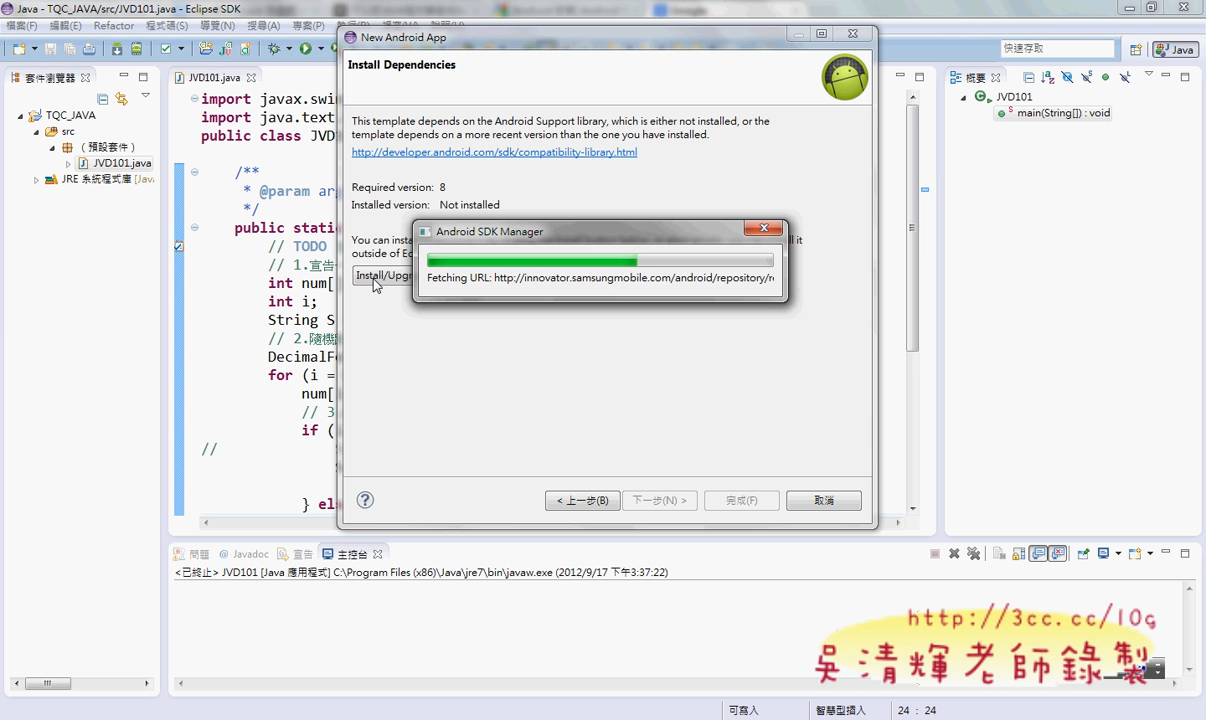 Java - TQC_JAVA/src/JVD101.java - Eclipse SDK
檔案(F) 編輯(E) Refactor 程式碼(S) 導覽(N) 搜尋(A) 專案(P)
快速存取
Java
套件瀏覽器
TQC_JAVA
src
(預設套件)
JVD101.java
JRE 系統程式庫 [Java
JVD101.java
import javax.swin
import java.text
public class JVD
/**
* @param ar
*/
public stati
// TODO
// 1.宣告
int num[
int i;
String S
// 2.隨機
DecimalFo
for (i =
num[
// 3
if (
//
} els
New Android App
Install Dependencies
This template depends on the Android Support library, which is either not installed, or the
template depends on a more recent version than the one you have installed.
http://developer.android.com/sdk/compatibility-library.html
Required version: 8
Installed version: Not installed
You can insta
it
outside of Ec
Install/Upgr
Android SDK Manager
Fetching URL: http://innovator.samsungmobile.com/android/repository/r
?
< 上一步(B)
下一步(N) >
完成(F)
取消
概要
JVD101
main(String[]) : void
問題 @ Javadoc 宣告 主控台
<已終止> JVD101 [Java 應用程式] C:\Program Files (x86)\Java\jre7\bin\javaw.exe (2012/9/17 下午3:37:22)
http://3cc.cc/10g
吳清輝老師錄製
可寫入
智慧型插入
24 : 24